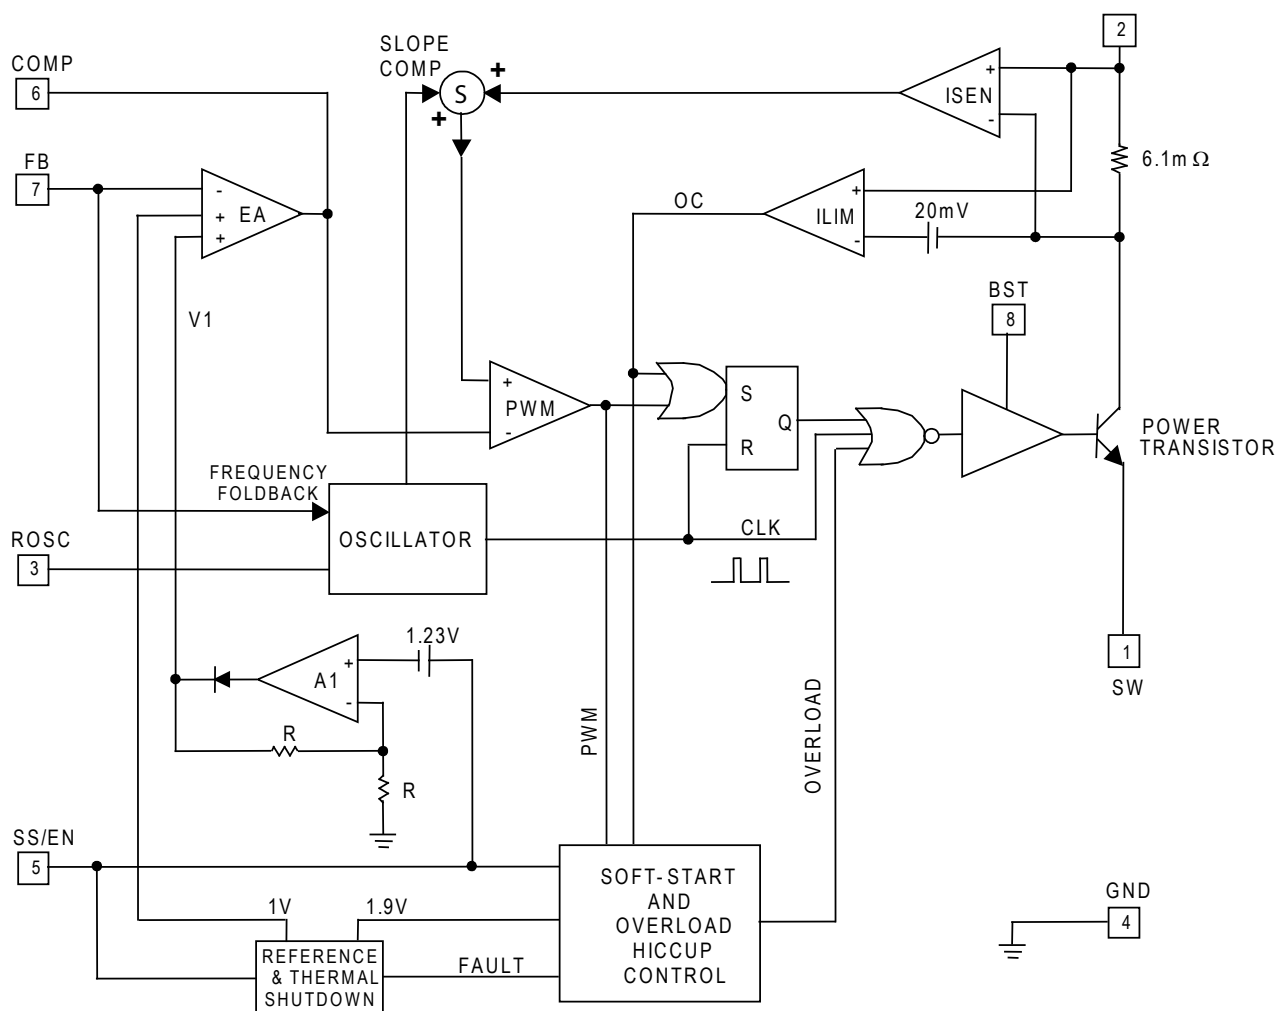 2
SLOPE
COMP
COMP
6
+
S
+
+
ISEN
-
6.1m Ω
FB
7
-
+
+
EA
OC
+
ILIM
-
20mV
V1
BST
8
+
PWM
-
S
Q
R
POWER
TRANSISTOR
FREQUENCY
FOLDBACK
OSCILLATOR
CLK
ROSC
3
1.23V
+
A1
-
1
SW
R
R
PWM
OVERLOAD
SS/EN
5
SOFT-START
AND
OVERLOAD
HICCUP
CONTROL
1V
1.9V
REFERENCE
& THERMAL
SHUTDOWN
FAULT
GND
4